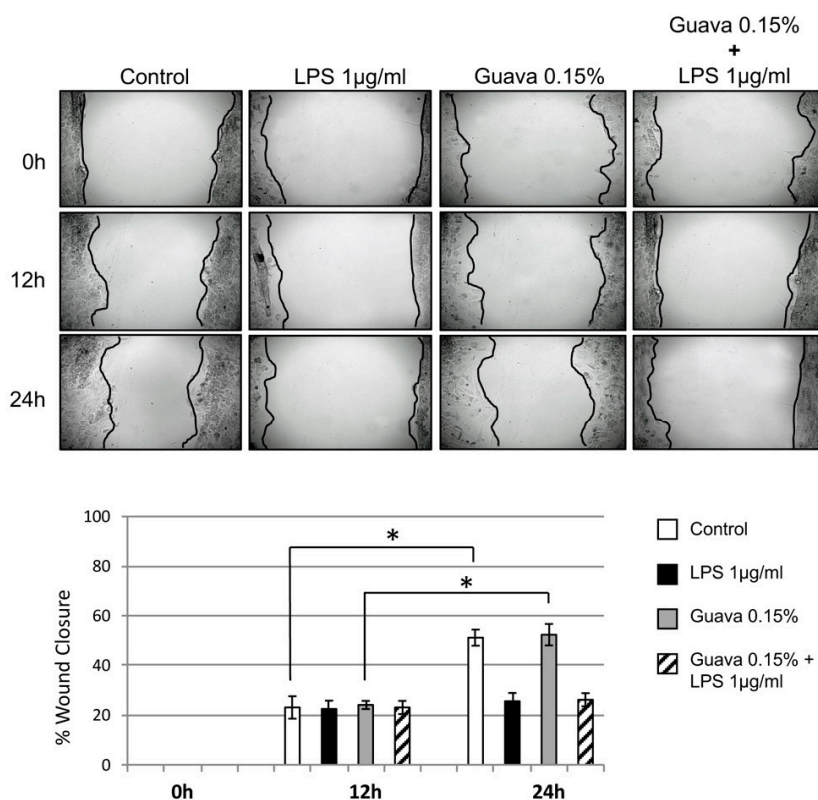 Control
LPS 1µg/ml
Guava 0.15%
Guava 0.15%
+
LPS 1µg/ml
0h
12h
24h
% Wound Closure
100
80
60
40
20
0
*
*
0h
12h
24h
Control
LPS 1µg/ml
Guava 0.15%
Guava 0.15% +
LPS 1µg/ml